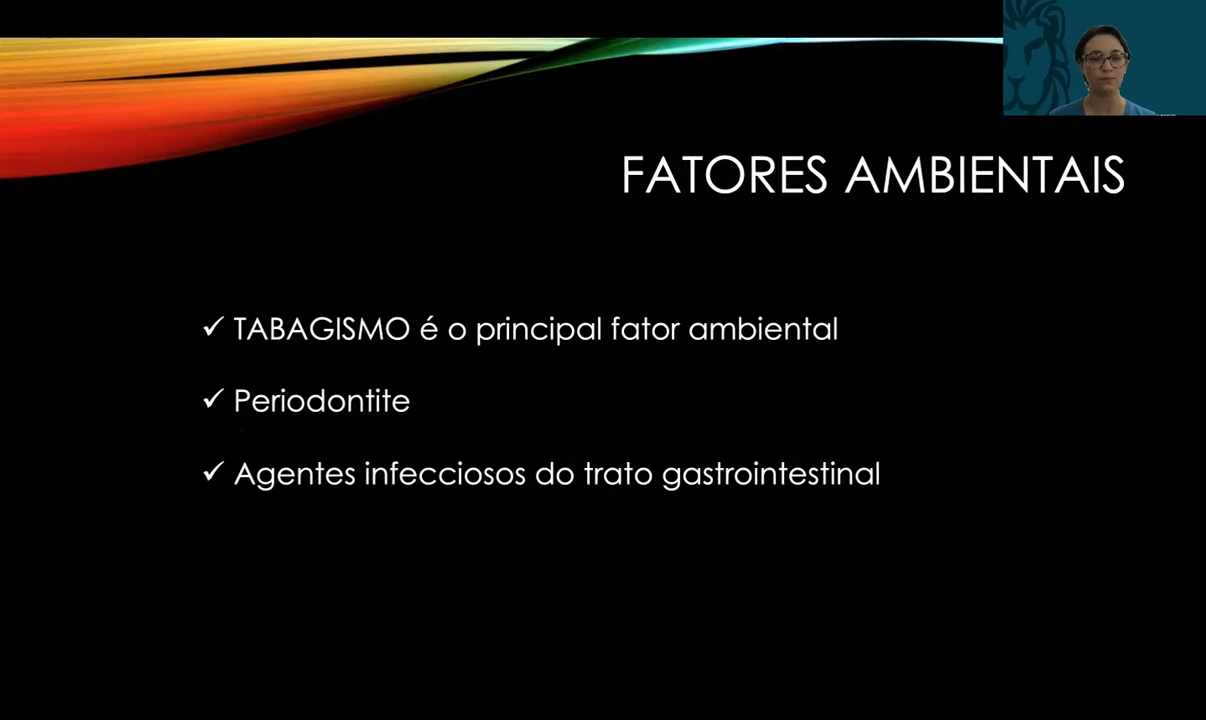 FATORES AMBIENTAIS
✓ TABAGISMO é o principal fator ambiental
✓ Periodontite
✓ Agentes infecciosos do trato gastrointestinal